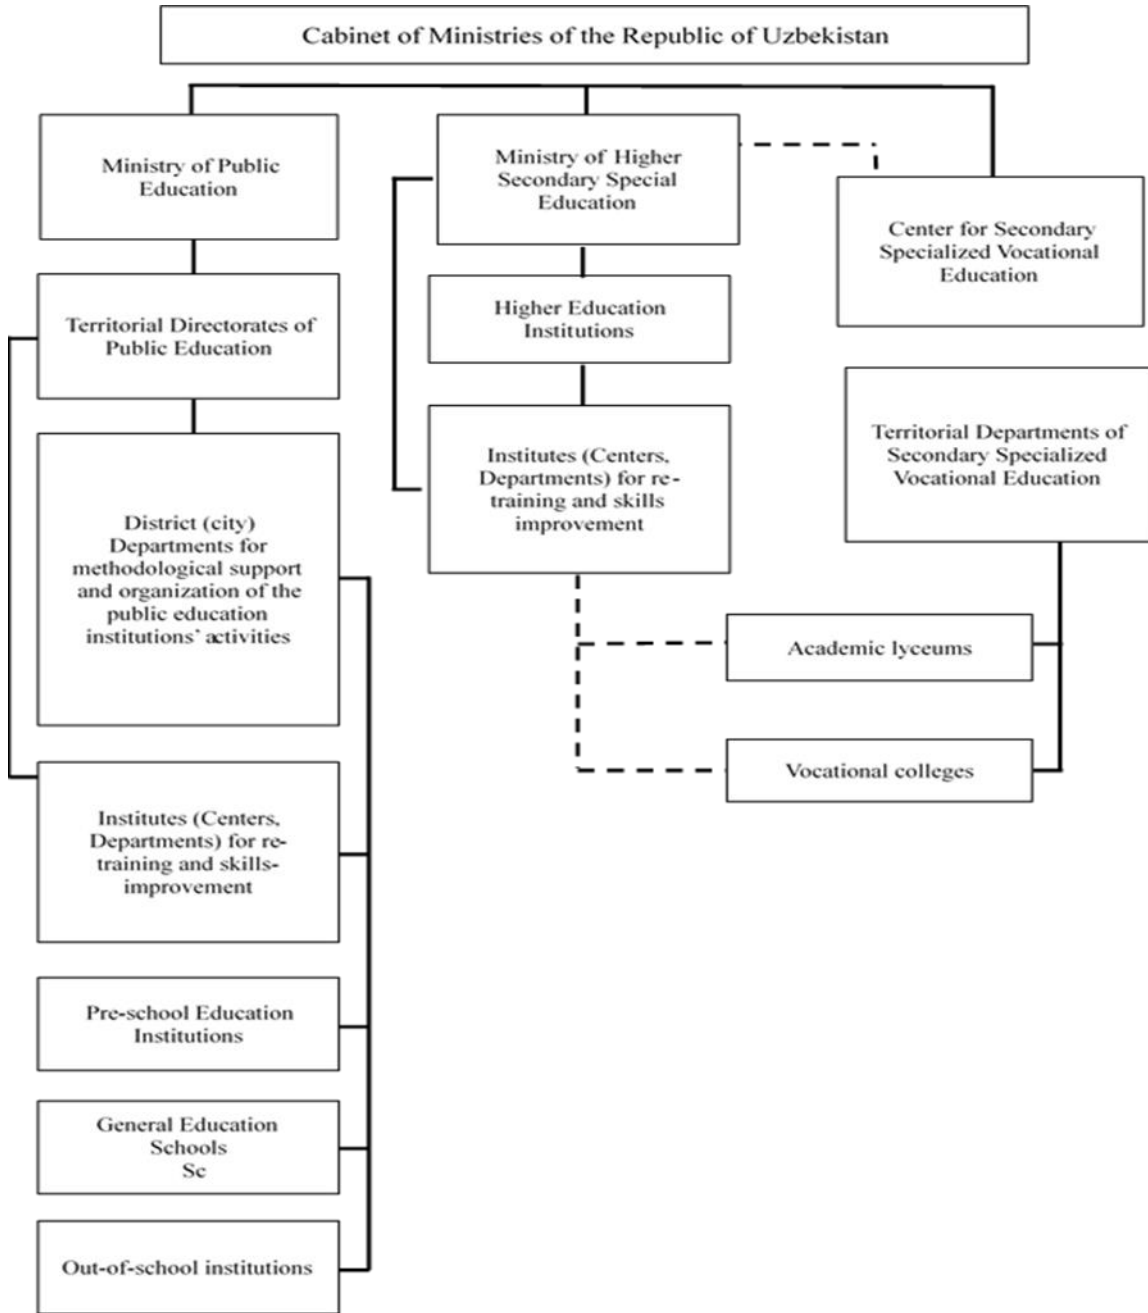 Cabinet of Ministries of the Republic of Uzbekistan
Ministry of Public
Education
Ministry of Higher
Secondary Special
Education
Center for Secondary
Specialized Vocational
Education
Territorial Directorates of
Public Education
Higher Education
Institutions
Territorial Departments of
Secondary Specialized
Vocational Education
District (city)
Departments for
methodological support
and organization of the
public education
institutions' activities
Institutes (Centers,
Departments) for re-
training and skills
improvement
Academic lyceums
Vocational colleges
Institutes (Centers,
Departments) for re-
training and skills-
improvement
Pre-school Education
Institutions
General Education
Schools
Sc
Out-of-school institutions